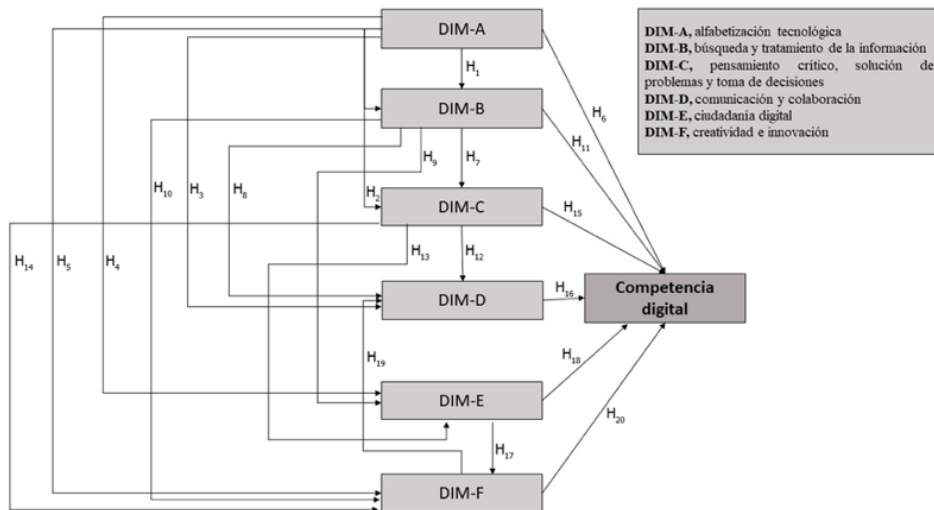 DIM-A
DIM-A, alfabetización tecnológica
DIM-B, búsqueda y tratamiento de la información
DIM-C, pensamiento crítico, solución de
problemas y toma de decisiones
DIM-D, comunicación y colaboración
DIM-E, ciudadanía digital
DIM-F, creatividad e innovación
H1
H6
DIM-B
H11
H9
H7
H10
H3
H8
H2
DIM-C
H15
H14
H5
H4
H13
H12
DIM-D
H16
Competencia
digital
H19
H18
DIM-E
H20
H17
DIM-F